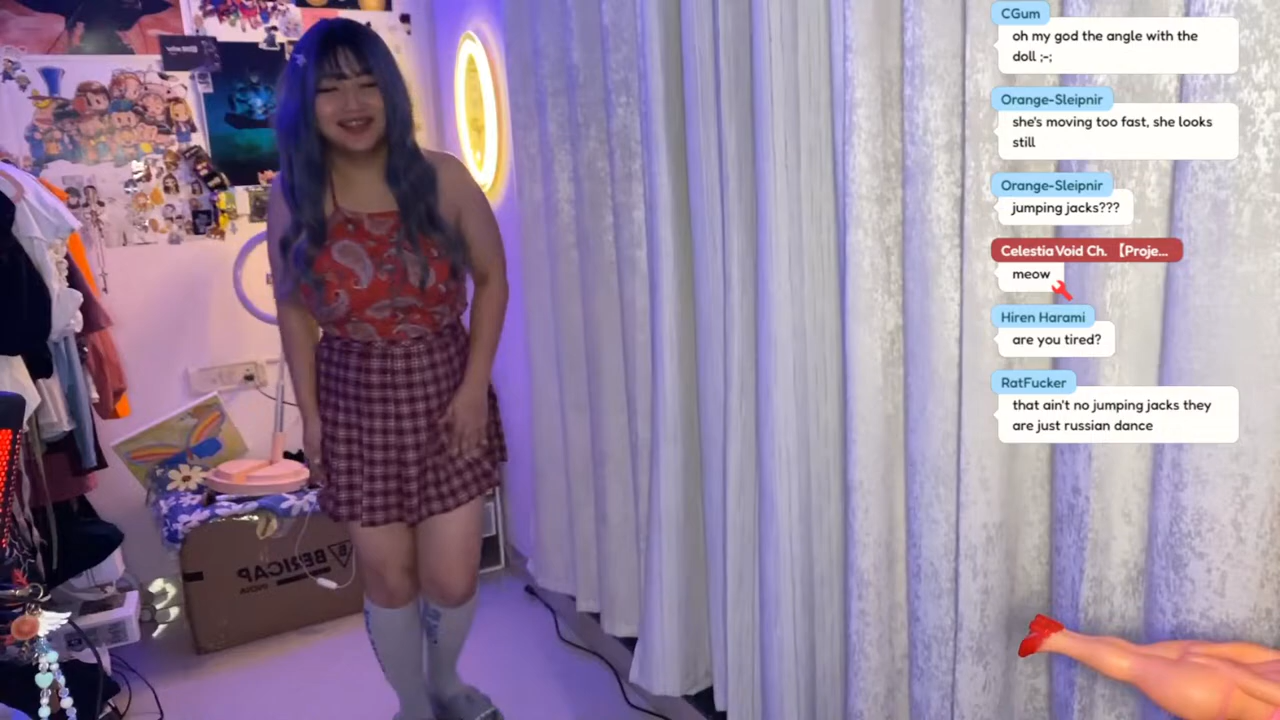 CGum
oh my god the angle with the
doll ;-;
Orange-Sleipnir
she's moving too fast, she looks
still
Orange-Sleipnir
jumping jacks???
CelestiaVoid Ch. 【Proje...
meow
Hiren Harami
are you tired?
RatFucker
that ain't no jumping jacks they
are just russian dance
BERICAP
INDIA